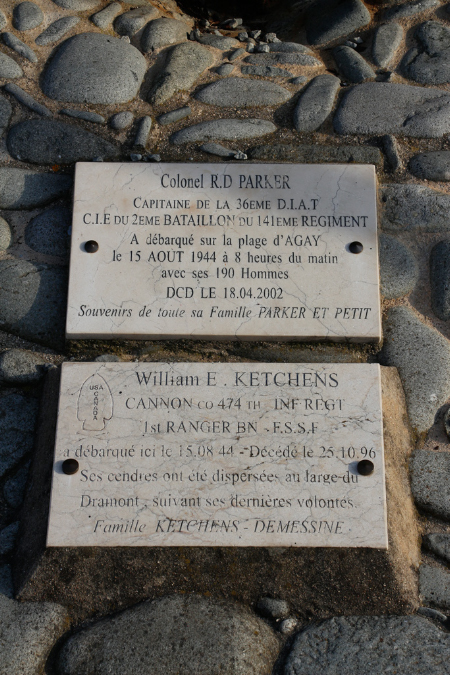 Colonel R.D PARKER
CAPITAINE DE LA 36EME D.I.A.T
C.I.E DU 2EME BATAILLON DU 141EME REGIMENT
A débarqué sur la plage d'AGAY
le 15 AOUT 1944 à 8 heures du matin
avec ses 190 Hommes
DCD LE 18.04.2002
Souvenirs de toute sa Famille PARKER ET PETIT
William E. KETCHENS
USA
CANADA
CANNON CO 474 TH INF REGT
1st RANGER BN - F.S.S.F
a débarqué ici le 15.08.44 - Décédé le 25.10.96
Ses cendres ont été dispersées au large du
Dramont, suivant ses dernières volontés.
Famille KETCHENS - DEMESSINE